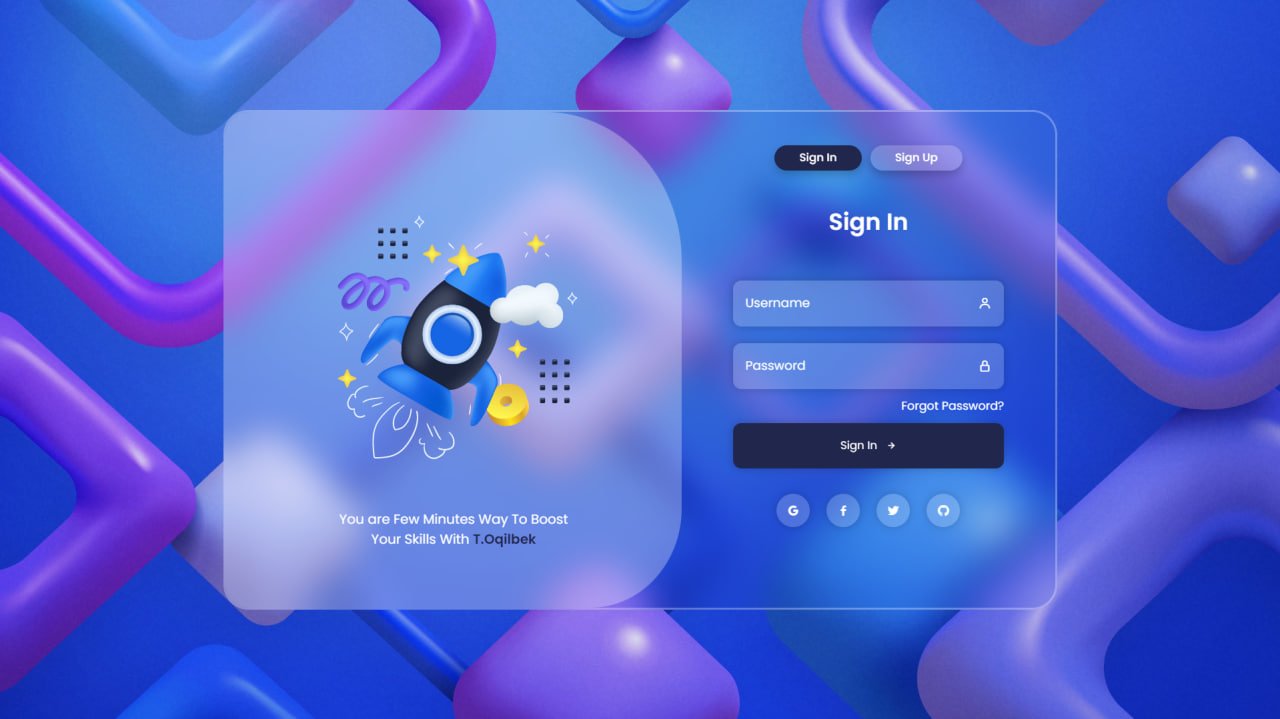 Sign In
Sign Up
Sign In
Username
Password
Forgot Password?
Sign In
You are Few Minutes Way To Boost
Your Skills With T.Oqilbek